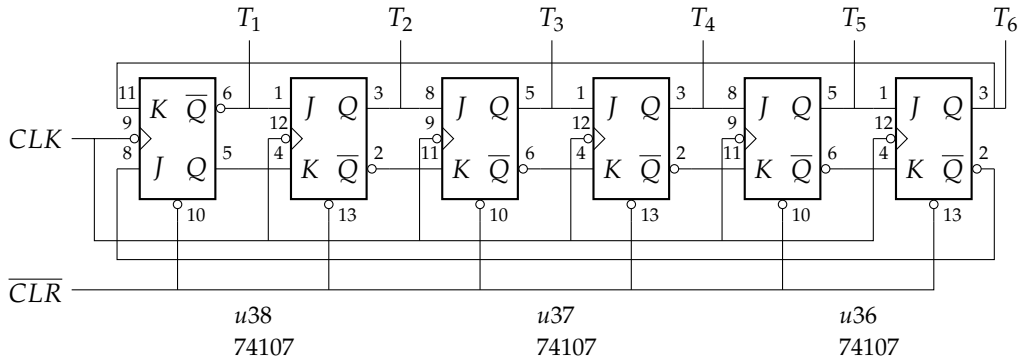 T1 T2 T3 T4 T5 T6
11 6 1 3 8 5 1 3 8 5 1 3
K Q̅ J Q J Q J Q J Q J Q
CLK 9 12 9 12 9 12
8 5 4 2 11 6 4 2 11 6 4 2
J Q K Q̅ K Q̅ K Q̅ K Q̅ K Q̅
10 13 10 13 10 13
C̅L̅R̅
u38 u37 u36
74107 74107 74107